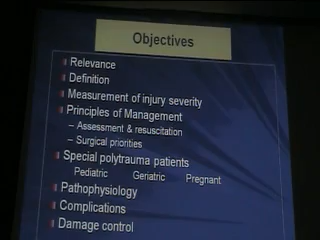 Objectives
Relevance
Definition
Measurement of injury severity
Principles of Management
– Assessment & resuscitation
– Surgical priorities
Special polytrauma patients
Pediatric Geriatric Pregnant
Pathophysiology
Complications
Damage control